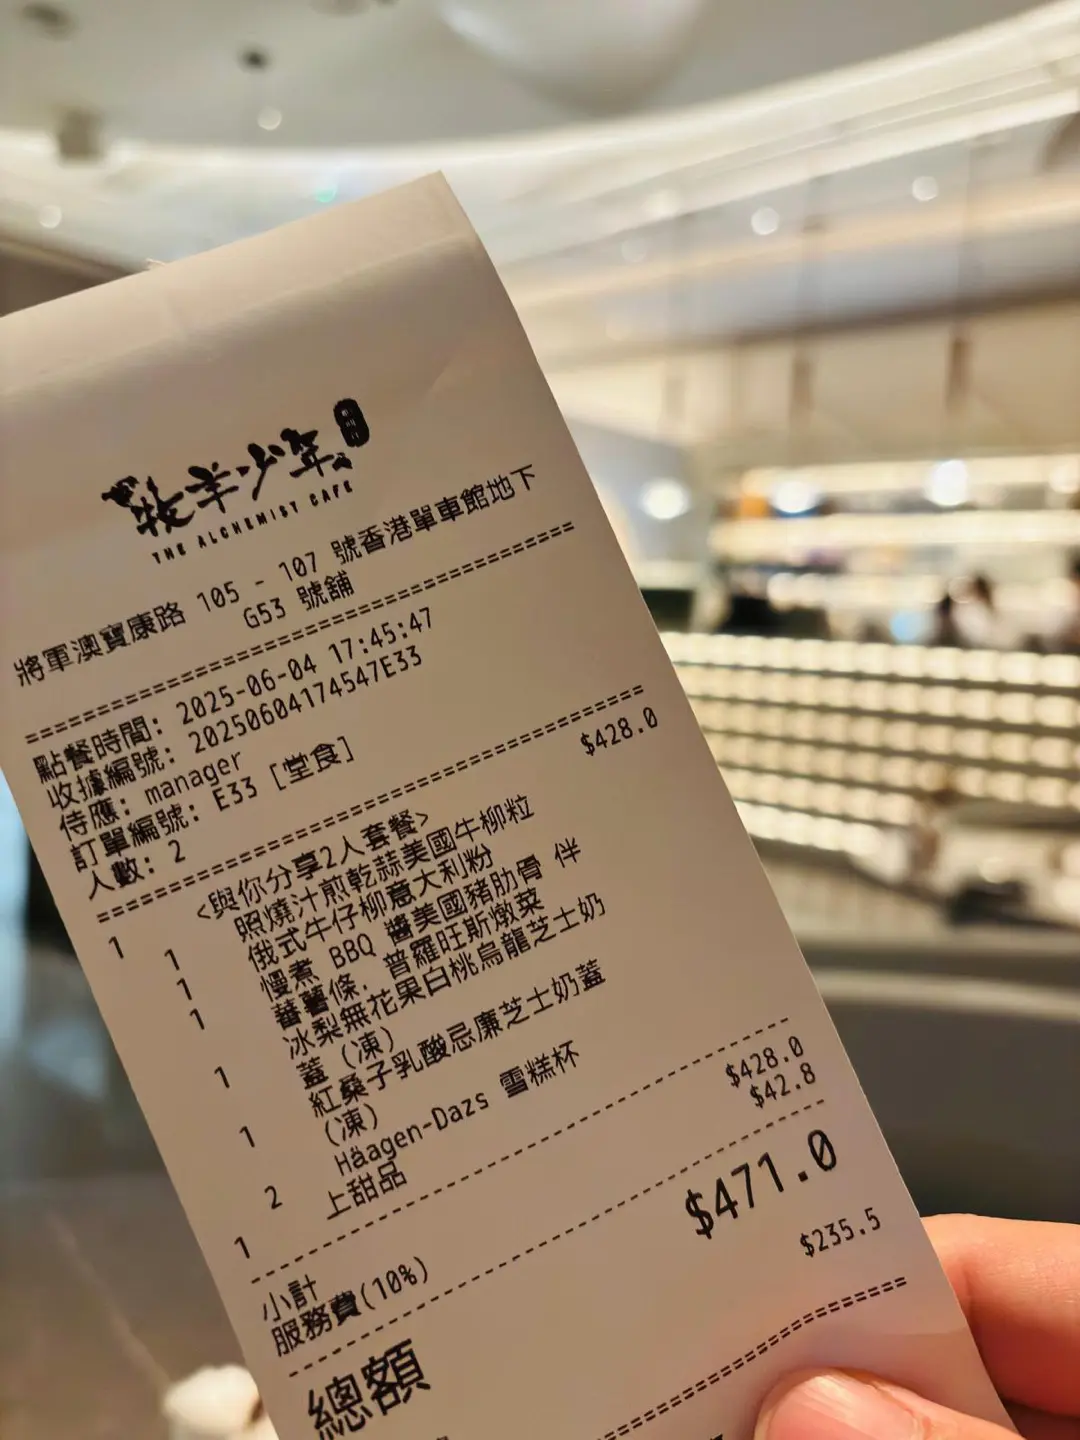 牧羊少年
THE ALCHEMIST CAFE
將軍澳寶康路 105 - 107 號香港單車館地下
G53 號舖
點餐時間: 2025-06-04 17:45:47
收據編號: 20250604174547E33
侍應: manager
訂單編號: E33 [堂食]
人數: 2
1 <與你分享2人套餐> $428.0
1 照燒汁煎乾蒜美國牛柳粒
1 俄式牛仔柳意大利粉
1 慢煮 BBQ 醬美國豬肋骨 伴
蕃薯條, 普羅旺斯燉菜
1 冰梨無花果白桃烏龍芝士奶
蓋 (凍)
1 紅桑子乳酸忌廉芝士奶蓋
(凍)
2 Häagen-Dazs 雪糕杯
1 上甜品
小計 $428.0
服務費(10%) $42.8
總額 $471.0
$235.5